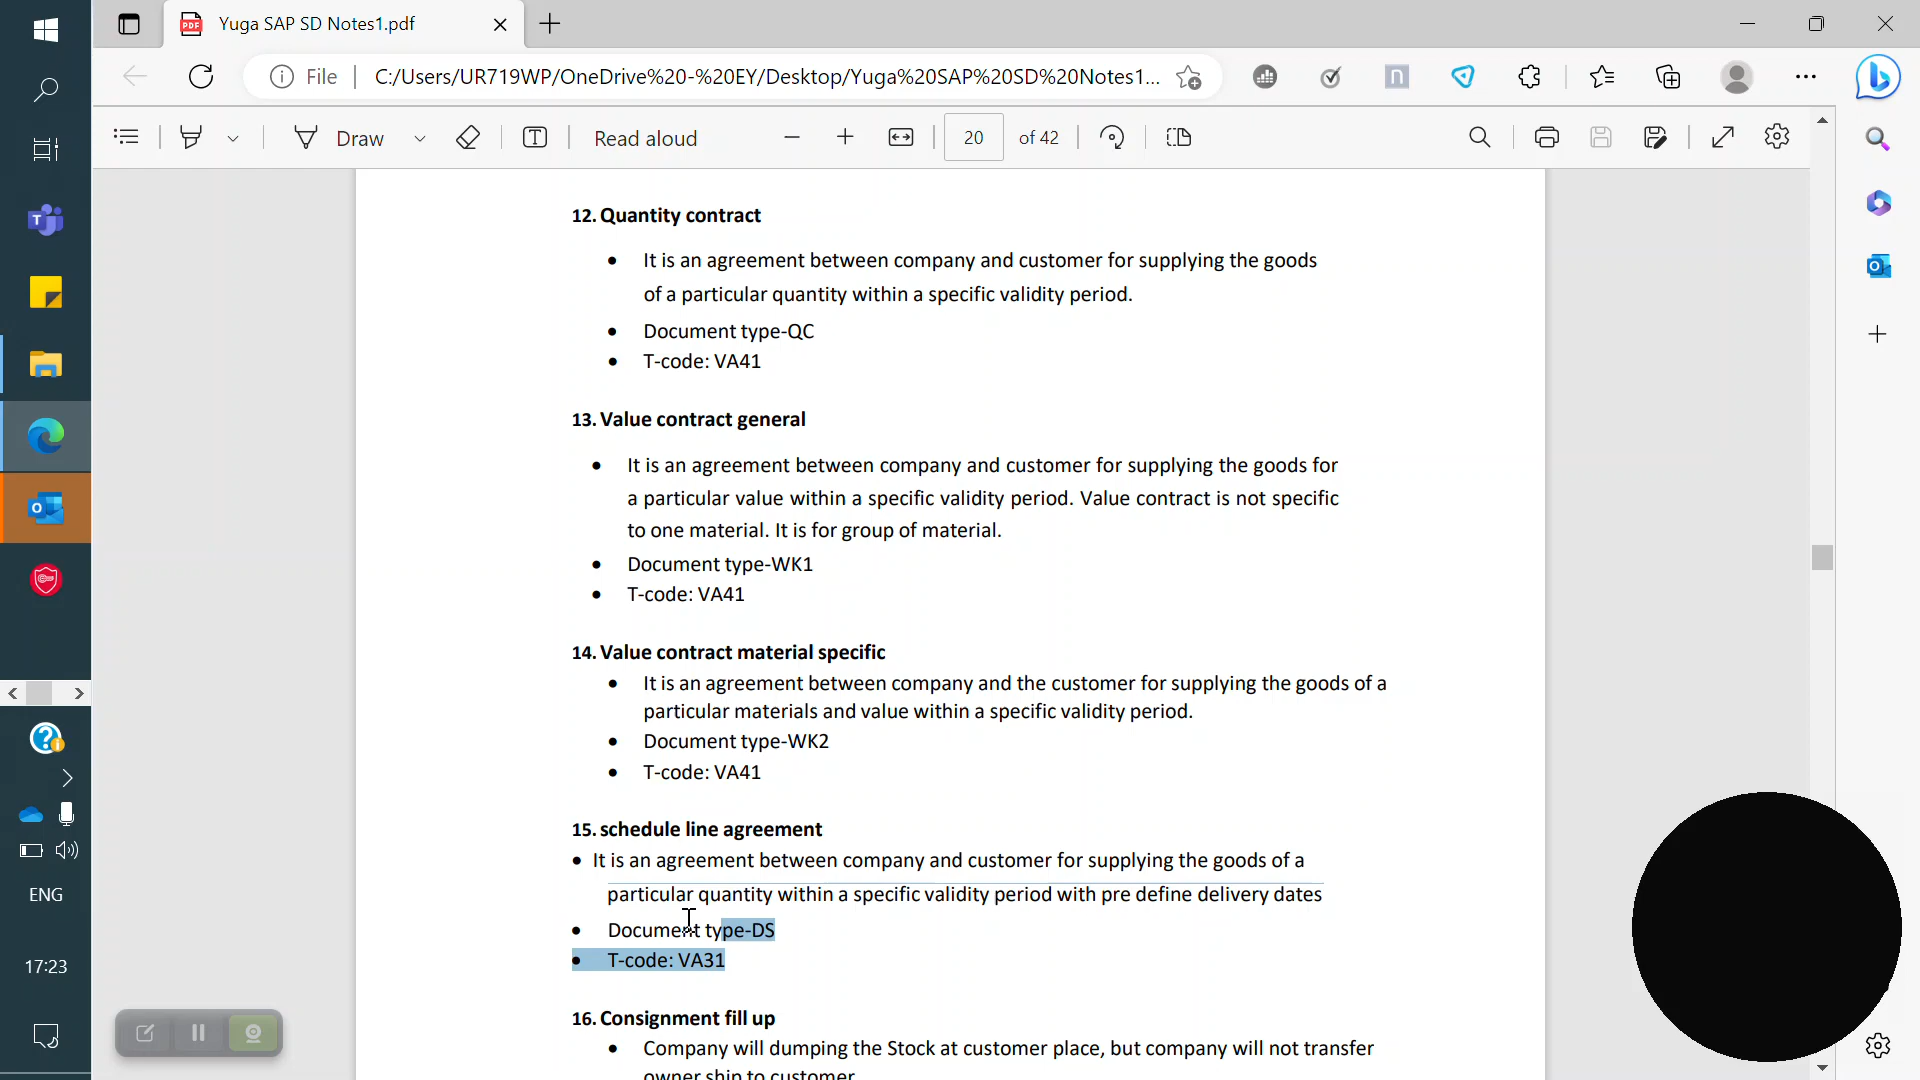 Yuga SAP SD Notes1.pdf
File
C:/Users/UR719WP/OneDrive%20-%20EY/Desktop/Yuga%20SAP%20SD%20Notes1...
Draw
Read aloud
20
of 42
12. Quantity contract
• It is an agreement between company and customer for supplying the goods
of a particular quantity within a specific validity period.
• Document type-QC
• T-code: VA41
13. Value contract general
• It is an agreement between company and customer for supplying the goods for
a particular value within a specific validity period. Value contract is not specific
to one material. It is for group of material.
• Document type-WK1
• T-code: VA41
14. Value contract material specific
• It is an agreement between company and the customer for supplying the goods of a
particular materials and value within a specific validity period.
• Document type-WK2
• T-code: VA41
15. schedule line agreement
• It is an agreement between company and customer for supplying the goods of a
particular quantity within a specific validity period with pre define delivery dates
• Document type-DS
• T-code: VA31
16. Consignment fill up
• Company will dumping the Stock at customer place, but company will not transfer
owner ship to customer
ENG
17:23